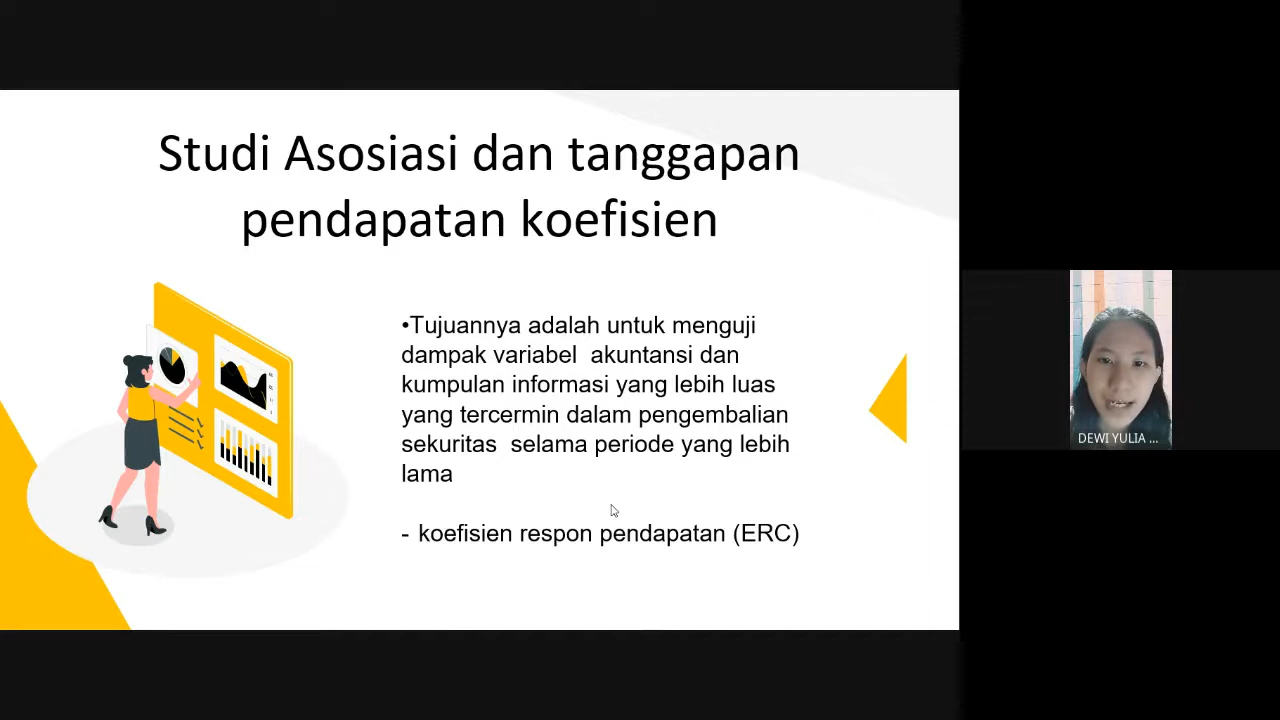 Studi Asosiasi dan tanggapan
pendapatan koefisien
•Tujuannya adalah untuk menguji
dampak variabel akuntansi dan
kumpulan informasi yang lebih luas
yang tercermin dalam pengembalian
sekuritas selama periode yang lebih
lama
- koefisien respon pendapatan (ERC)
DEWI YULIA ...